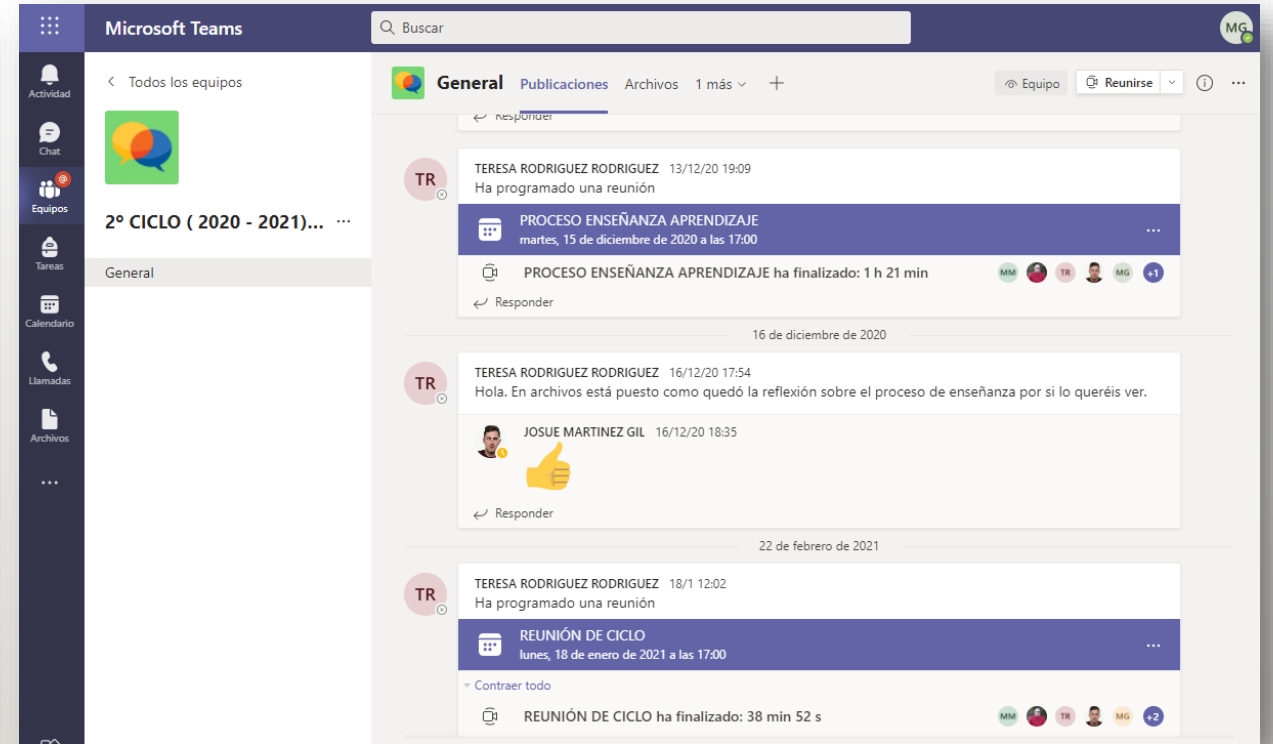 Microsoft Teams
Buscar
MG
Actividad
Chat
Equipos
Tareas
Calendario
Llamadas
Archivos
Todos los equipos
2º CICLO ( 2020 - 2021)...
General
General Publicaciones Archivos 1 más
Equipo
Reunirse
Responder
TR
TERESA RODRIGUEZ RODRIGUEZ 13/12/20 19:09
Ha programado una reunión
PROCESO ENSEÑANZA APRENDIZAJE
martes, 15 de diciembre de 2020 a las 17:00
PROCESO ENSEÑANZA APRENDIZAJE ha finalizado: 1 h 21 min
MM TR MG +1
Responder
16 de diciembre de 2020
TR
TERESA RODRIGUEZ RODRIGUEZ 16/12/20 17:54
Hola. En archivos está puesto como quedó la reflexión sobre el proceso de enseñanza por si lo queréis ver.
JOSUE MARTINEZ GIL 16/12/20 18:35
Responder
22 de febrero de 2021
TR
TERESA RODRIGUEZ RODRIGUEZ 18/1 12:02
Ha programado una reunión
REUNIÓN DE CICLO
lunes, 18 de enero de 2021 a las 17:00
Contraer todo
REUNIÓN DE CICLO ha finalizado: 38 min 52 s
MM TR MG +2